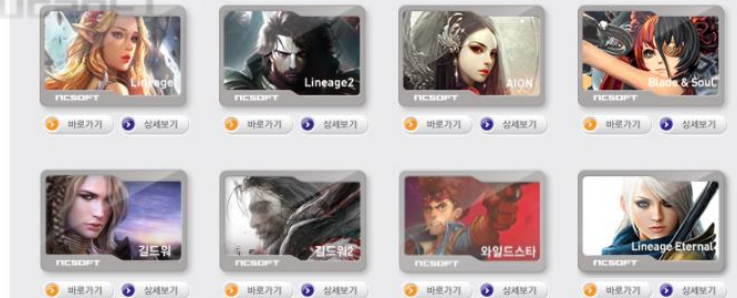 NCSOFT
Lineage
Lineage2
AION
Blade & Soul
NCSOFT
NCSOFT
NCSOFT
NCSOFT
바로가기 상세보기 바로가기 상세보기 바로가기 상세보기 바로가기 상세보기
길드워
길드워2
와일드스타
Lineage Eternal
NCSOFT
NCSOFT
NCSOFT
NCSOFT
바로가기 상세보기 바로가기 상세보기 바로가기 상세보기 바로가기 상세보기